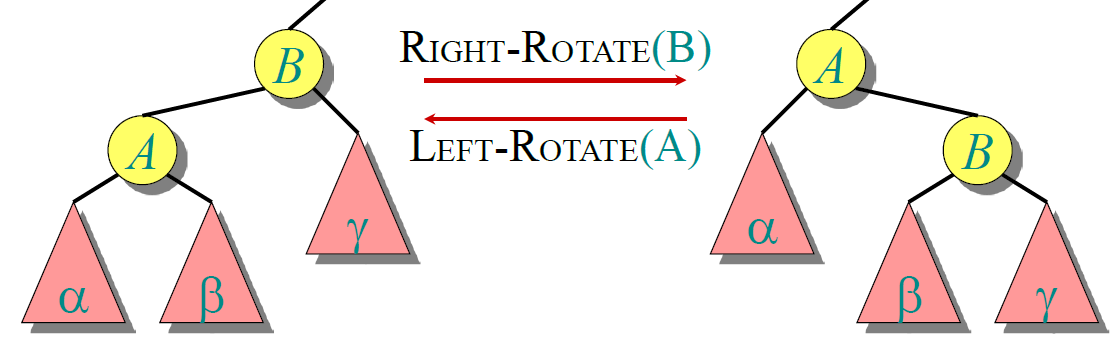 RIGHT-ROTATE(B)
LEFT-ROTATE(A)
B
A
α
β
γ
A
B
α
β
γ